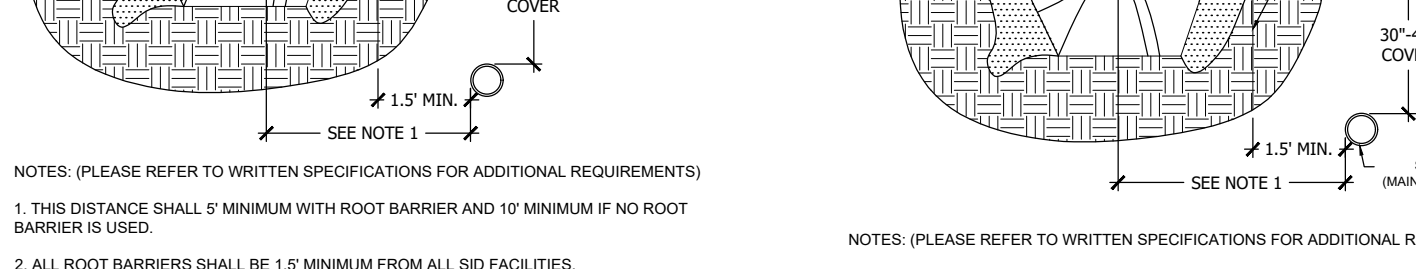 COVER
1.5' MIN.
SEE NOTE 1
NOTES: (PLEASE REFER TO WRITTEN SPECIFICATIONS FOR ADDITIONAL REQUIREMENTS)
1. THIS DISTANCE SHALL 5' MINIMUM WITH ROOT BARRIER AND 10' MINIMUM IF NO ROOT
BARRIER IS USED.
2. ALL ROOT BARRIERS SHALL BE 1.5' MINIMUM FROM ALL SID FACILITIES.
1.5' MIN.
SEE NOTE 1
NOTES: (PLEASE REFER TO WRITTEN SPECIFICATIONS FOR ADDITIONAL